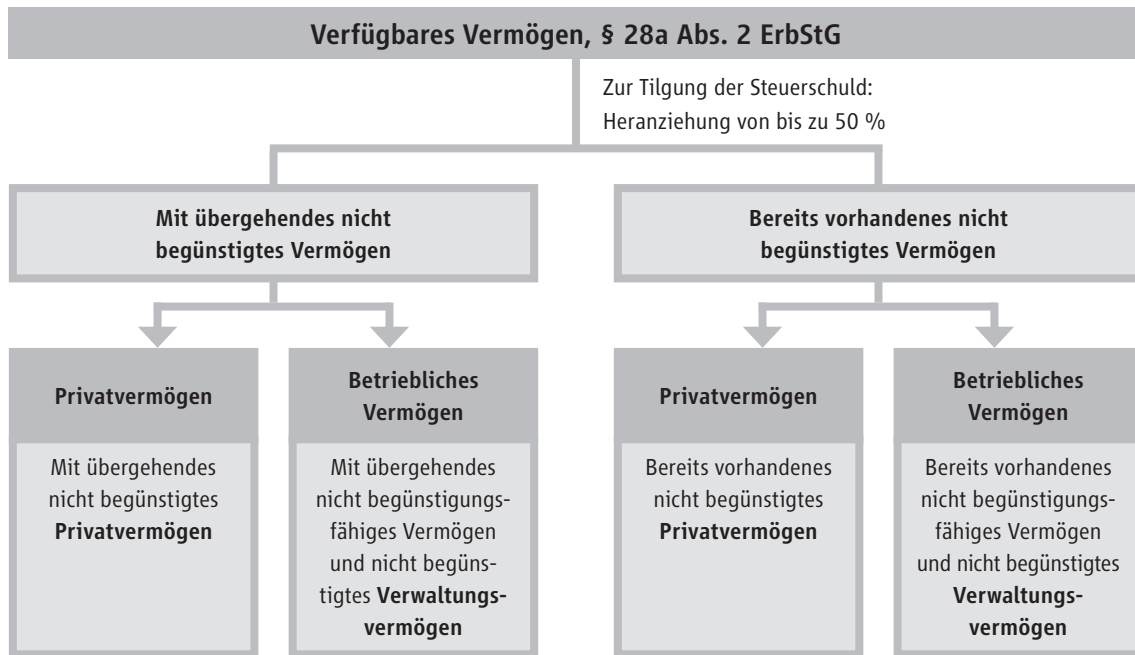 Verfügbares Vermögen, § 28a Abs. 2 ErbStG
Zur Tilgung der Steuerschuld:
Heranziehung von bis zu 50 %
Mit übergehendes nicht
begünstigtes Vermögen
Bereits vorhandenes nicht
begünstigtes Vermögen
Privatvermögen
Mit übergehendes
nicht begünstigtes
Privatvermögen
Betriebliches
Vermögen
Mit übergehendes
nicht begünstigungs-
fähiges Vermögen
und nicht begüns-
tigtes Verwaltungs-
vermögen
Privatvermögen
Bereits vorhandenes
nicht begünstigtes
Privatvermögen
Betriebliches
Vermögen
Bereits vorhandenes
nicht begünstigungs-
fähiges Vermögen
und nicht begünstigtes
Verwaltungs-
vermögen